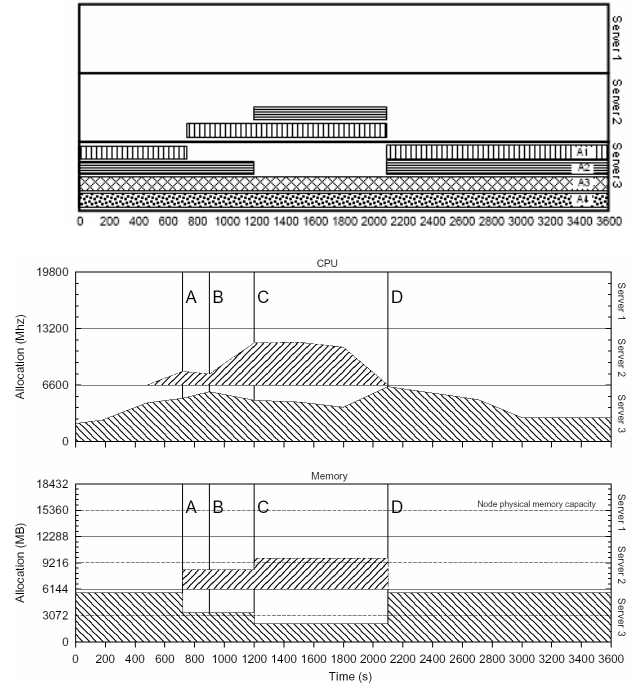 Server 1
Server 2
Server 3
A1
A2
A3
A4
0 200 400 600 800 1000 1200 1400 1600 1800 2000 2200 2400 2600 2800 3000 3200 3400 3600
CPU
19800
13200
6600
0
Allocation (Mhz)
A B C D
Server 1
Server 2
Server 3
Memory
18432
15360
12288
9216
6144
3072
0
Allocation (MB)
A B C D
Node physical memory capacity
Server 1
Server 2
Server 3
0 200 400 600 800 1000 1200 1400 1600 1800 2000 2200 2400 2600 2800 3000 3200 3400 3600
Time (s)